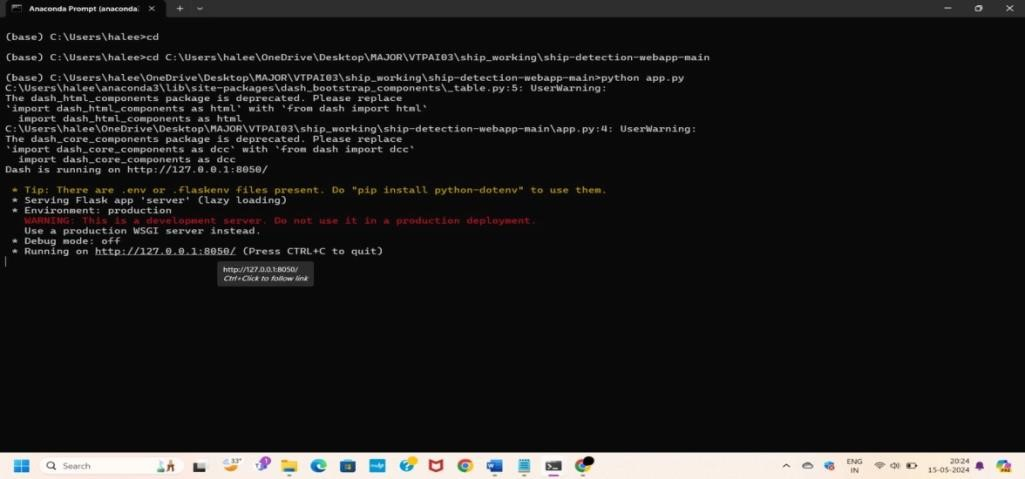 Anaconda Prompt (anaconda
(base) C:\Users\halee>cd
(base) C:\Users\halee>cd C:\Users\halee\OneDrive\Desktop\MAJOR\VTPAI03\ship_working\ship-detection-webapp-main
(base) C:\Users\halee\OneDrive\Desktop\MAJOR\VTPAI03\ship_working\ship-detection-webapp-main>python app.py
C:\Users\halee\anaconda3\lib\site-packages\dash_bootstrap_components\_table.py:5: UserWarning:
The dash_html_components package is deprecated. Please replace
`import dash_html_components as html` with `from dash import html`
import dash_html_components as html
C:\Users\halee\OneDrive\Desktop\MAJOR\VTPAI03\ship_working\ship-detection-webapp-main\app.py:4: UserWarning:
The dash_core_components package is deprecated. Please replace
`import dash_core_components as dcc` with `from dash import dcc`
import dash_core_components as dcc
Dash is running on http://127.0.0.1:8050/
* Tip: There are .env or .flaskenv files present. Do "pip install python-dotenv" to use them.
* Serving Flask app 'server' (lazy loading)
* Environment: production
WARNING: This is a development server. Do not use it in a production deployment.
Use a production WSGI server instead.
* Debug mode: off
* Running on http://127.0.0.1:8050/ (Press CTRL+C to quit)
http://127.0.0.1:8050/
Ctrl+Click to follow link
Search
33°
ENG
IN
20:24
15-05-2024